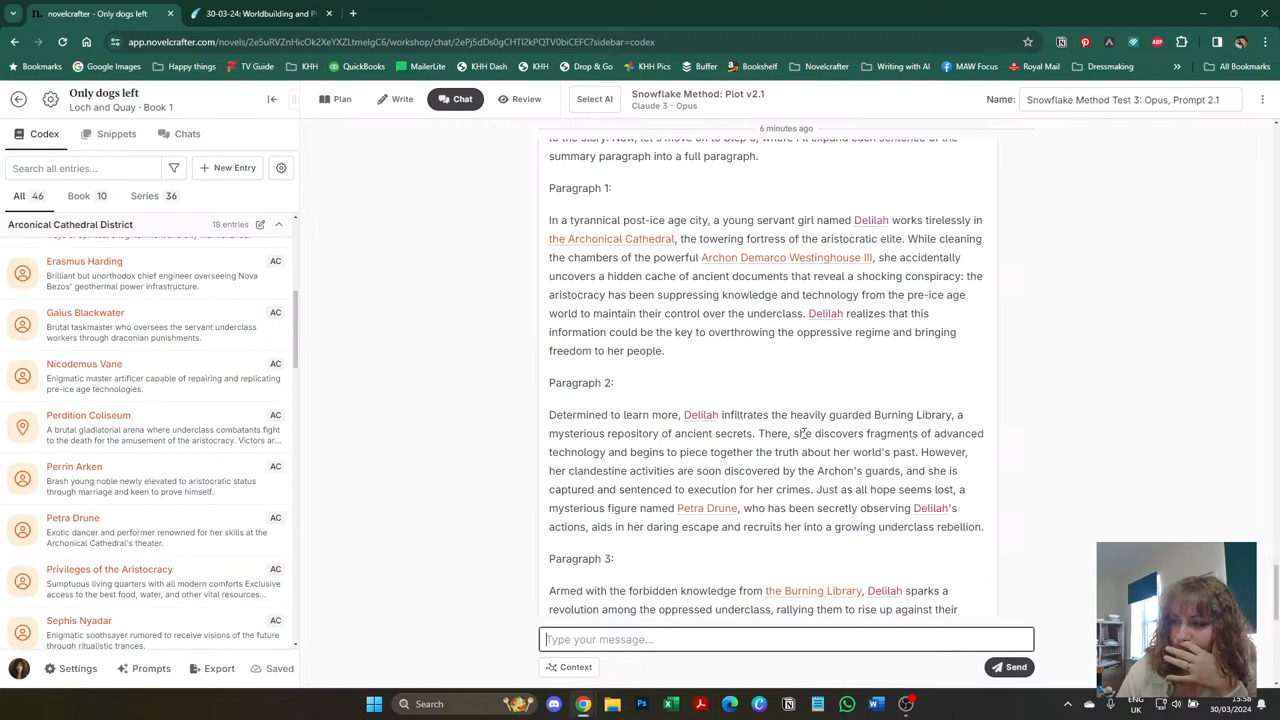 novelcrafter - Only dogs left
30-03-24: Worldbuilding and Pl
app.novelcrafter.com/novels/2e5uRVZnHicOk2XeYXZLtmelgC6/workshop/chat/2ePj5dDs0gCHTI2kPQTV0biCEFC?sidebar=codex
Bookmarks Google Images Happy things TV Guide KHH QuickBooks MailerLite KHH Drop & Go KHH Pics Buffer Bookshelf KHH Promo MAW Focus Royal Road Dressmaking All Bookmarks
Only dogs left
Loch and Quay - Book 1
Plan Write Chat Review
Select AI
Snowflake Method: Plot v2.1
Claude 3 - Opus
Name: Snowflake Method Test 3: Opus, Prompt 2.1
Codex Snippets Chats
Search all entries...
+ New Entry
All 46 Book 10 Series 36
Arconical Cathedral District 18 entries
Erasmus Harding AC
Brilliant but unorthodox chief engineer overseeing Nova
Bezos' geothermal power infrastructure.
Gaius Blackwater AC
Brutal taskmaster who oversees the servant underclass
workers through draconian punishments.
Nicodemus Vane AC
Enigmatic master artificer capable of repairing and replicating
pre-ice age technologies.
Perdition Coliseum AC
A brutal gladiatorial arena where underclass combatants fight
to the death for the amusement of the aristocracy. Victors ar...
Perrin Arken AC
Brash young noble newly elevated to aristocratic status
through marriage and keen to prove himself.
Petra Drune AC
Exotic dancer and performer renowned for her skills at the
Archonical Cathedral's theater.
Privileges of the Aristocracy AC
Sumptuous living quarters with all modern comforts Exclusive
access to the best food, water, and other vital resources...
Sephis Nyadar AC
Enigmatic soothsayer rumored to receive visions of the future
through ritualistic trances.
Settings Prompts Export Saved
6 minutes ago
summary paragraph into a full paragraph.
Paragraph 1:
In a tyrannical post-ice age city, a young servant girl named Delilah works tirelessly in
the Archonical Cathedral, the towering fortress of the aristocratic elite. While cleaning
the chambers of the powerful Archon Demarco Westinghouse III, she accidentally
uncovers a hidden cache of ancient documents that reveal a shocking conspiracy: the
aristocracy has been suppressing knowledge and technology from the pre-ice age
world to maintain their control over the underclass. Delilah realizes that this
information could be the key to overthrowing the oppressive regime and bringing
freedom to her people.
Paragraph 2:
Determined to learn more, Delilah infiltrates the heavily guarded Burning Library, a
mysterious repository of ancient secrets. There, she discovers fragments of advanced
technology and begins to piece together the truth about her world's past. However,
her clandestine activities are soon discovered by the Archon's guards, and she is
captured and sentenced to execution for her crimes. Just as all hope seems lost, a
mysterious figure named Petra Drune, who has been secretly observing Delilah's
actions, aids in her daring escape and recruits her into a growing underclass rebellion.
Paragraph 3:
Armed with the forbidden knowledge from the Burning Library, Delilah sparks a
revolution among the oppressed underclass, rallying them to rise up against their
Type your message...
Context
Send
Search
ENG
UK
15:58
30/03/2024